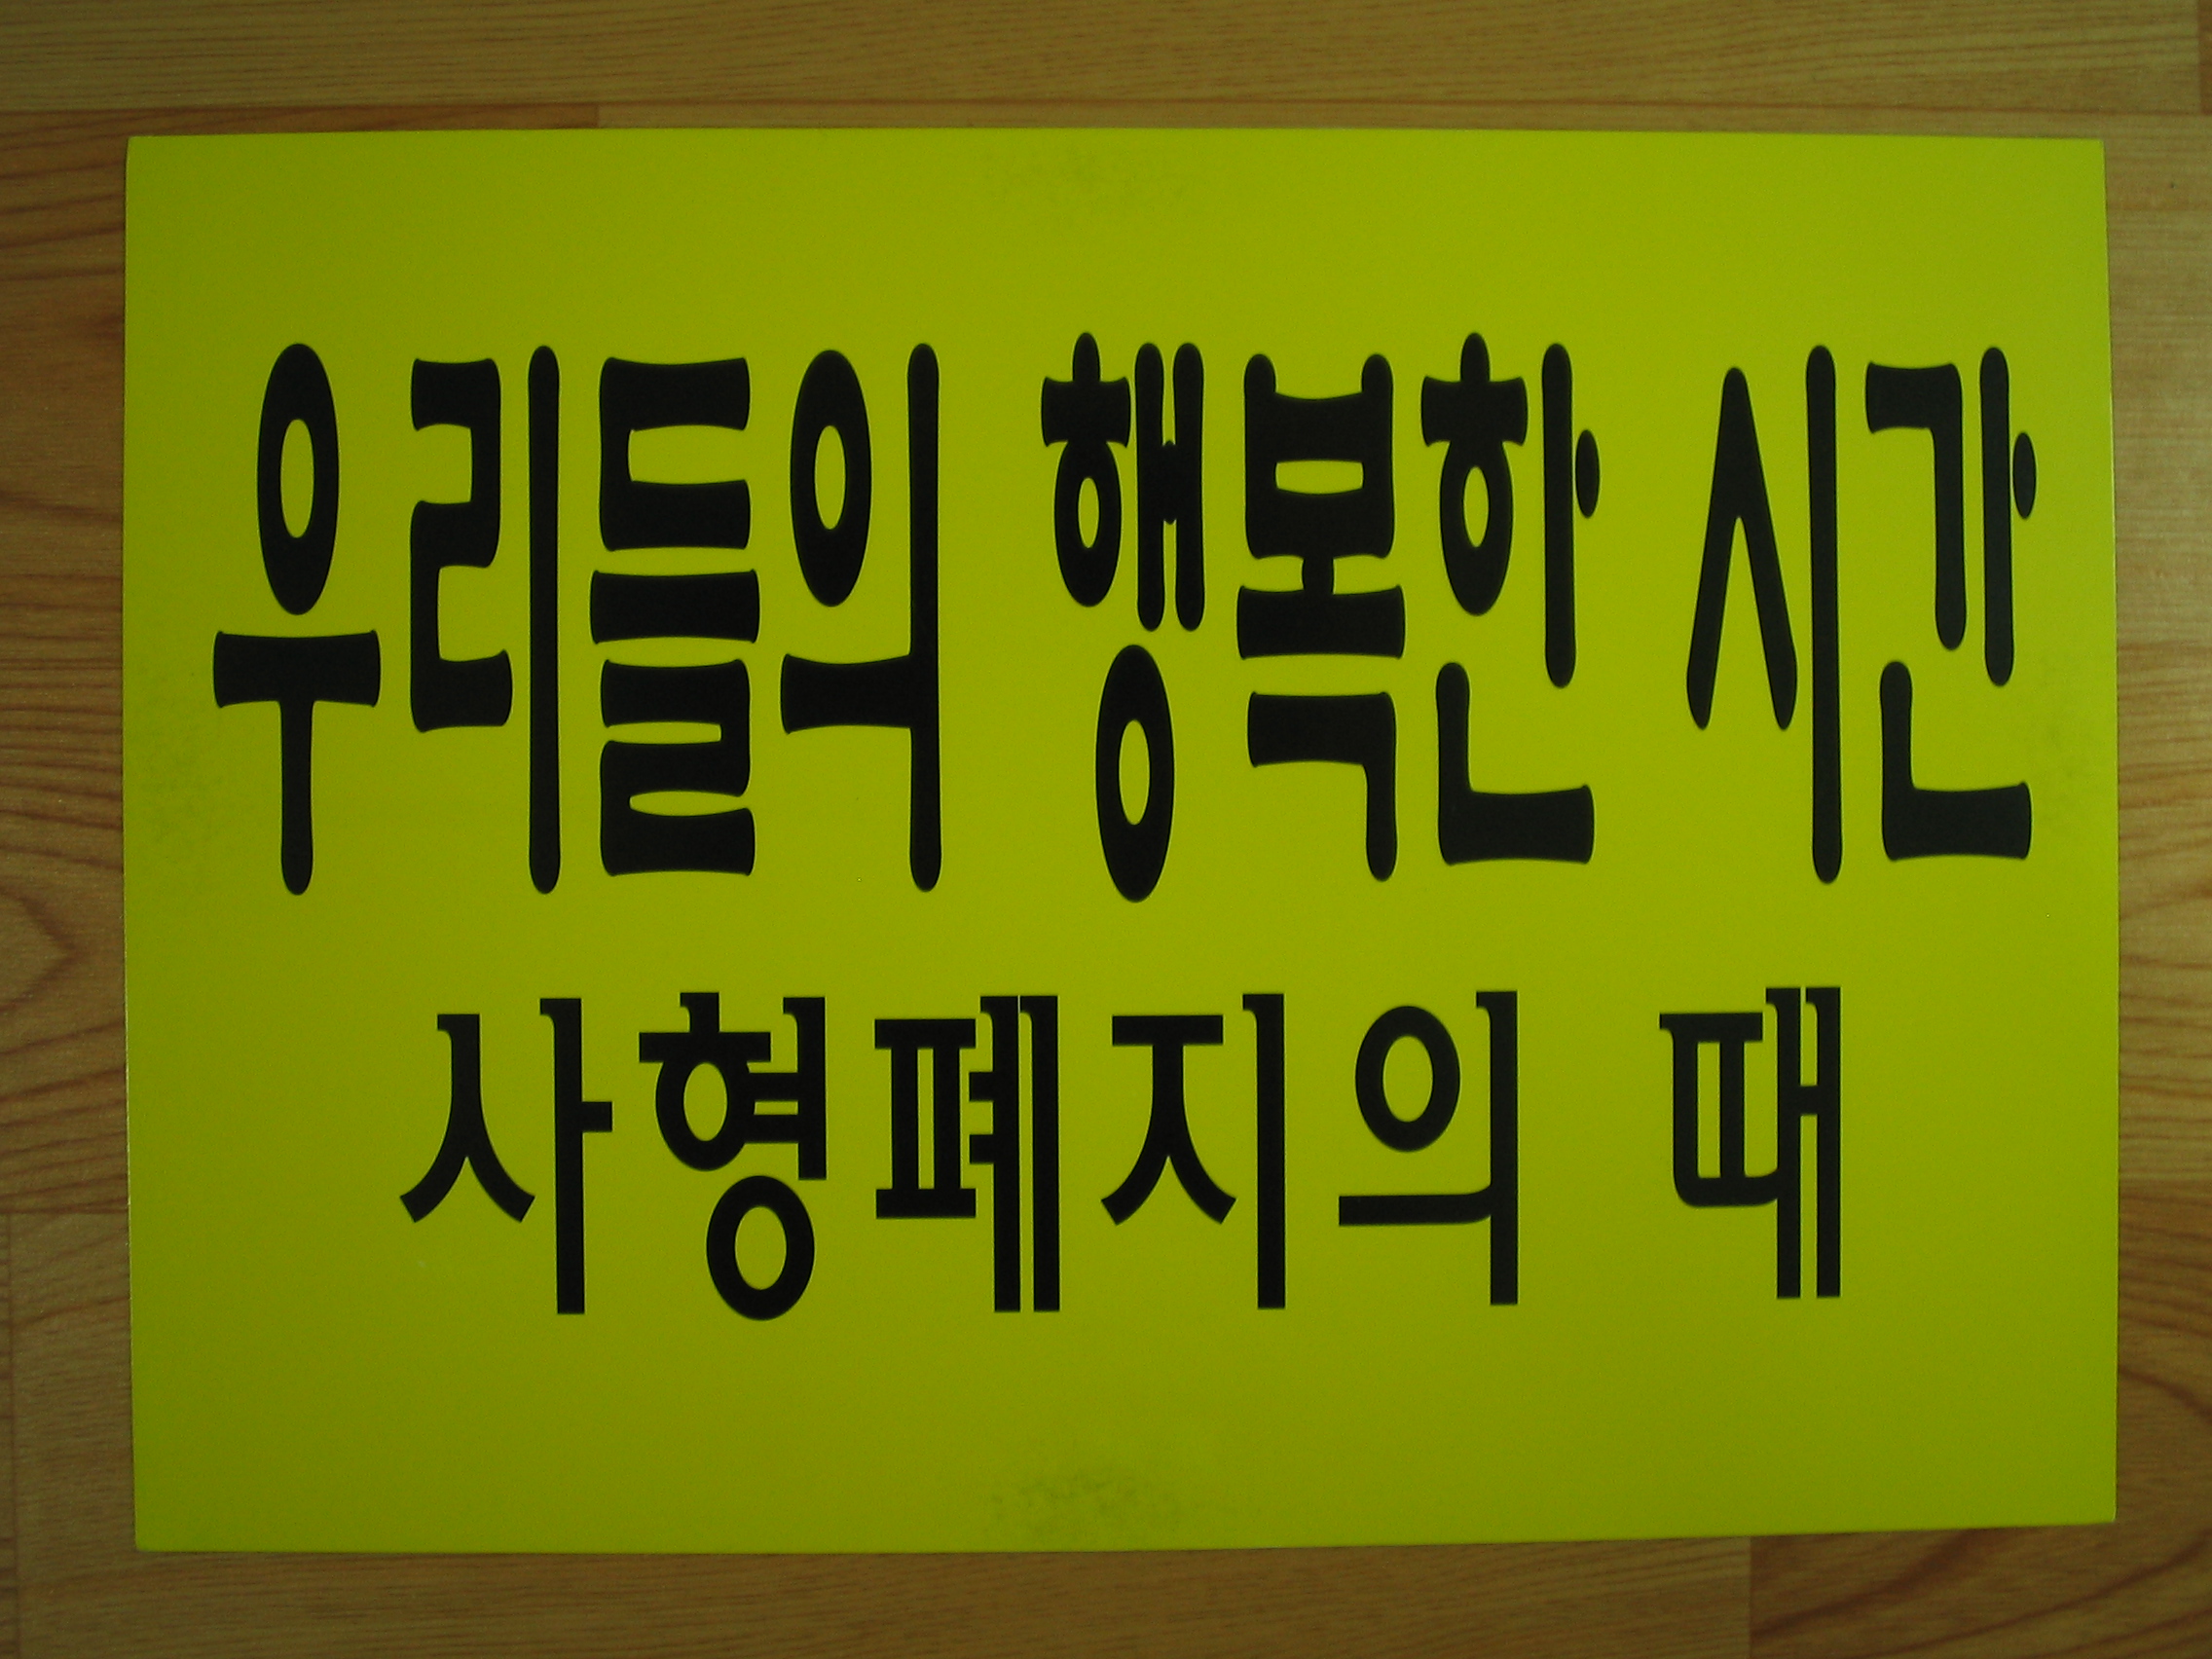 우리들의 행복한 시간
사형폐지의 때